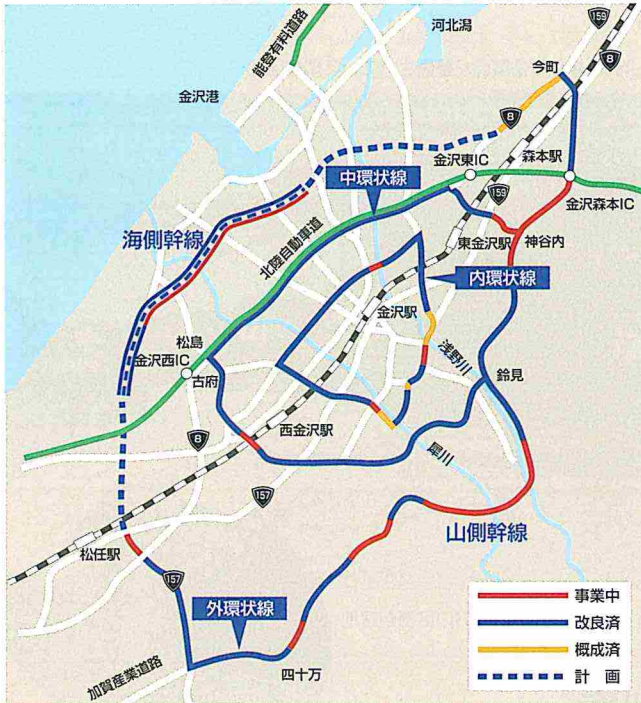 河北潟
159
8
能登有料道路
今町
金沢港
8
金沢東IC
森本駅
中環状線
159
金沢森本IC
海側幹線
北陸自動車道
東金沢駅
神谷内
内環状線
金沢駅
松島
浅野川
金沢西IC
古府
鈴見
8
西金沢駅
犀川
157
山側幹線
松任駅
157
外環状線
四十万
加賀産業道路
事業中
改良済
概成済
計 画